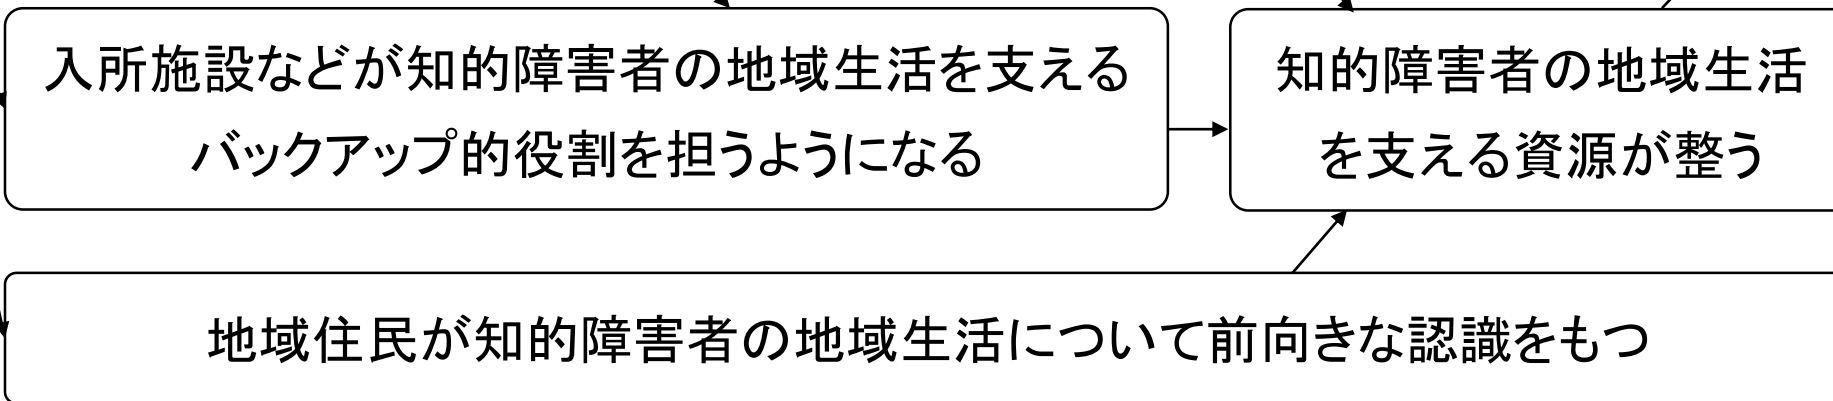 入所施設などが知的障害者の地域生活を支える
バックアップ的役割を担うようになる
知的障害者の地域生活
を支える資源が整う
地域住民が知的障害者の地域生活について前向きな認識をもつ